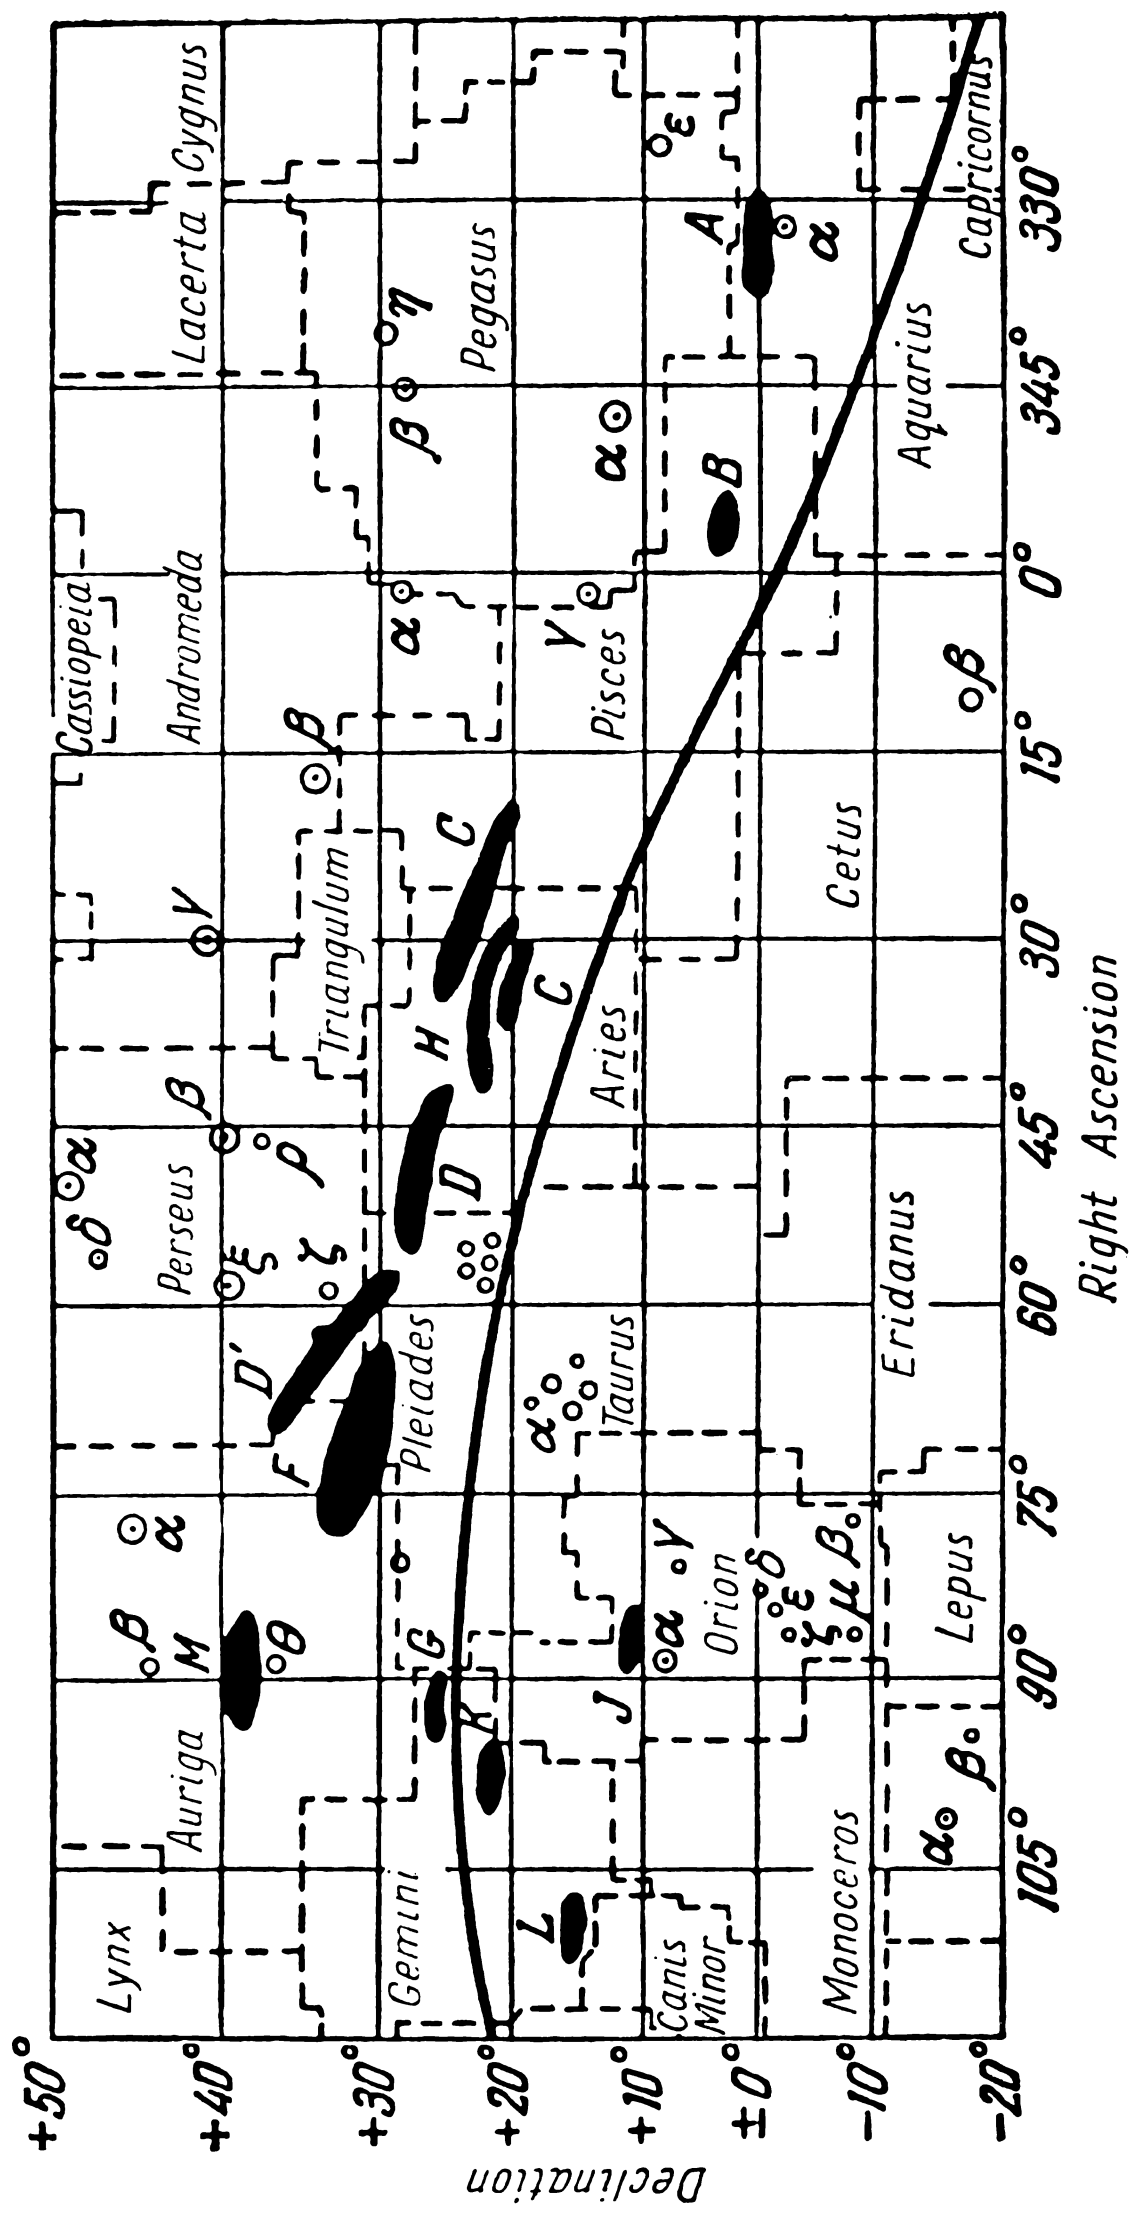 +50°
δ
α
Cassiopeia
Lynx
β
α
Auriga
M
Perseus
γ
Andromeda
Lacerta
Cygnus
+40°
β
D'
ξ
θ
F
ρ
ζ
β
Triangulum
+30°
Gemini
Pleiades
α
β
η
G
H
C
D
K
Pegasus
+20°
L
α
C
γ
J
Taurus
Aries
Pisces
α
+10°
Canis
Minor
α
γ
ε
Orion
B
A
±0°
δ
ε
ζ
μ
β
α
Monoceros
Cetus
-10°
Eridanus
Aquarius
α
β
Lepus
β
Capricornus
-20°
105°
90°
75°
60°
45°
30°
15°
0°
345°
330°
Declination
Right Ascension